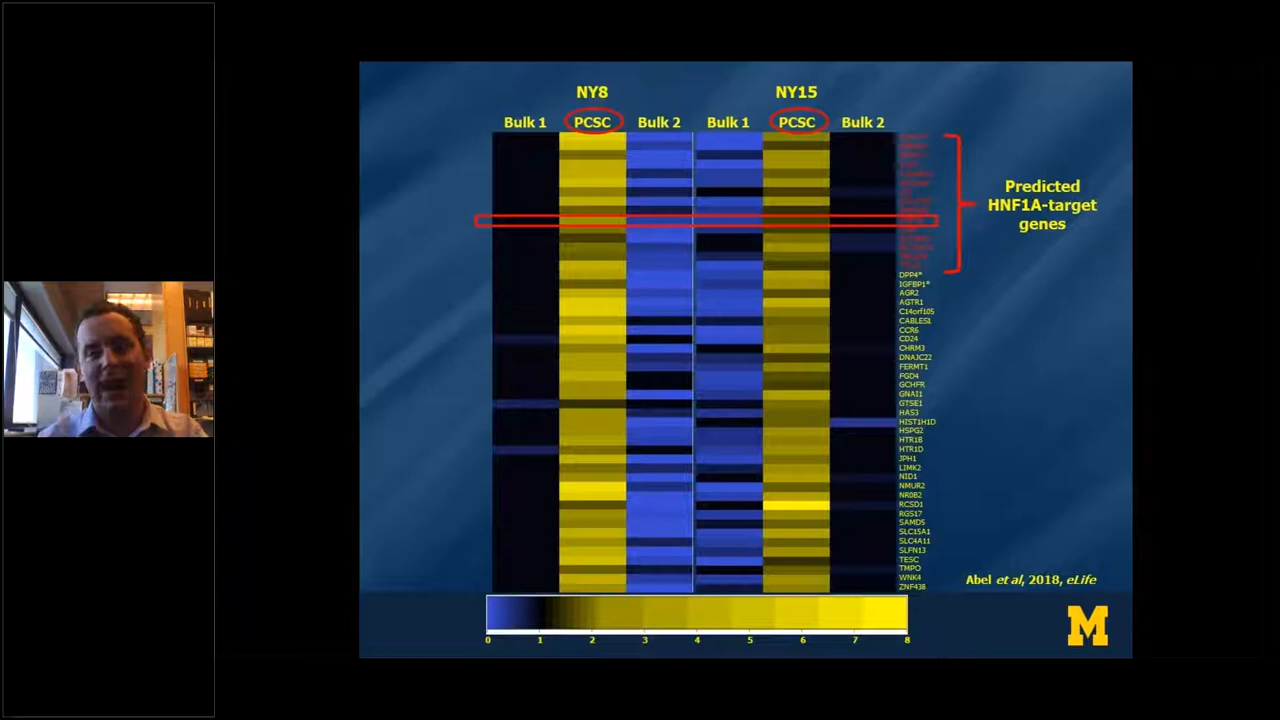 NY8 NY15
Bulk 1 PCSC Bulk 2 Bulk 1 PCSC Bulk 2
Predicted
HNF1A-target
genes
DPP4*
IGFBP1*
AGR2
AGTR1
C14orf105
CABLES1
CCR6
CD24
CHRM3
DNAJC22
FERMT1
FGD4
GCHFR
GNAI1
GTSE1
HAS3
HIST1H1D
HSPG2
HTR1B
HTR1D
JPH1
LIMK2
NID1
NMUR2
NR0B2
RCSD1
RGS17
SAMD5
SLC15A1
SLC4A11
SLFN13
TESC
TMPO
WNK4
ZNF438
Abel et al, 2018, eLife
0 1 2 3 4 5 6 7 8
M